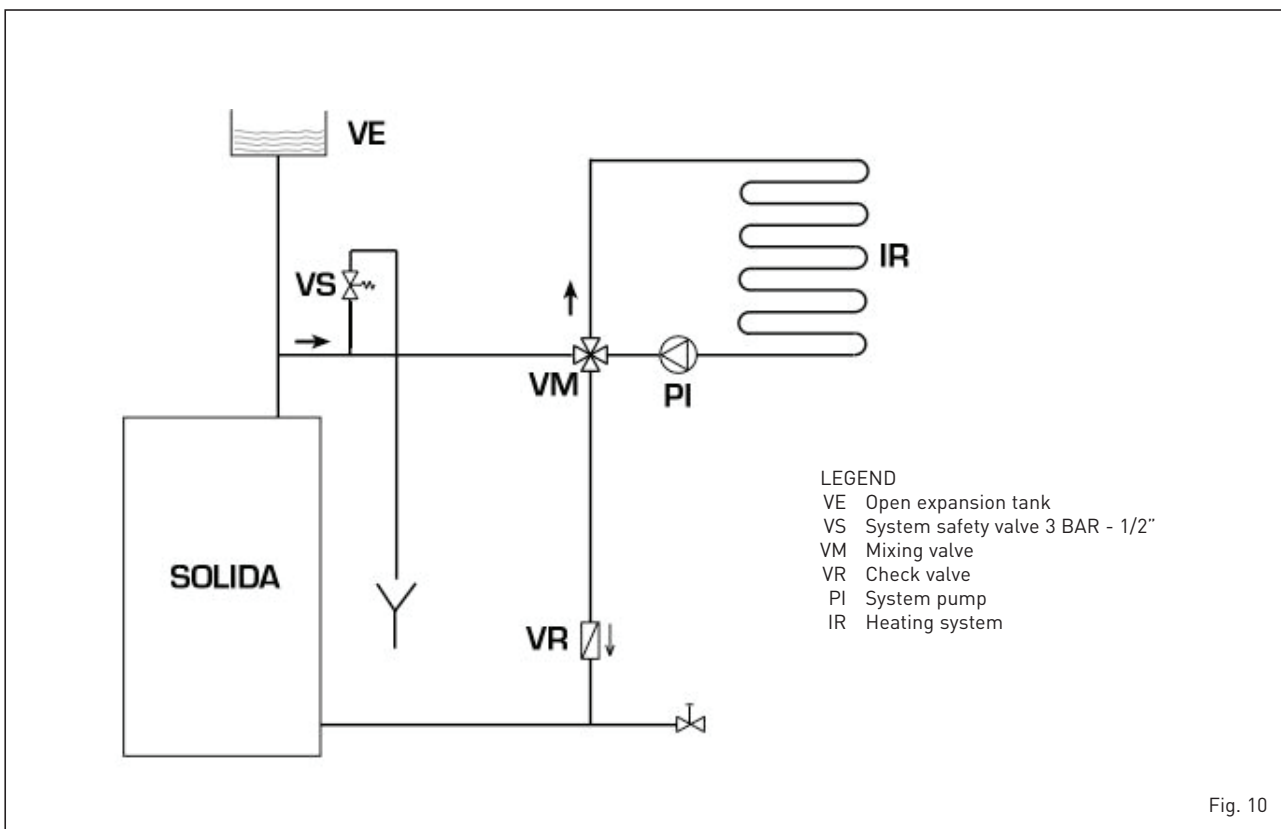 VE
VS
IR
VM
PI
SOLIDA
VR
LEGEND
VE Open expansion tank
VS System safety valve 3 BAR - 1/2”
VM Mixing valve
VR Check valve
PI System pump
IR Heating system
Fig. 10